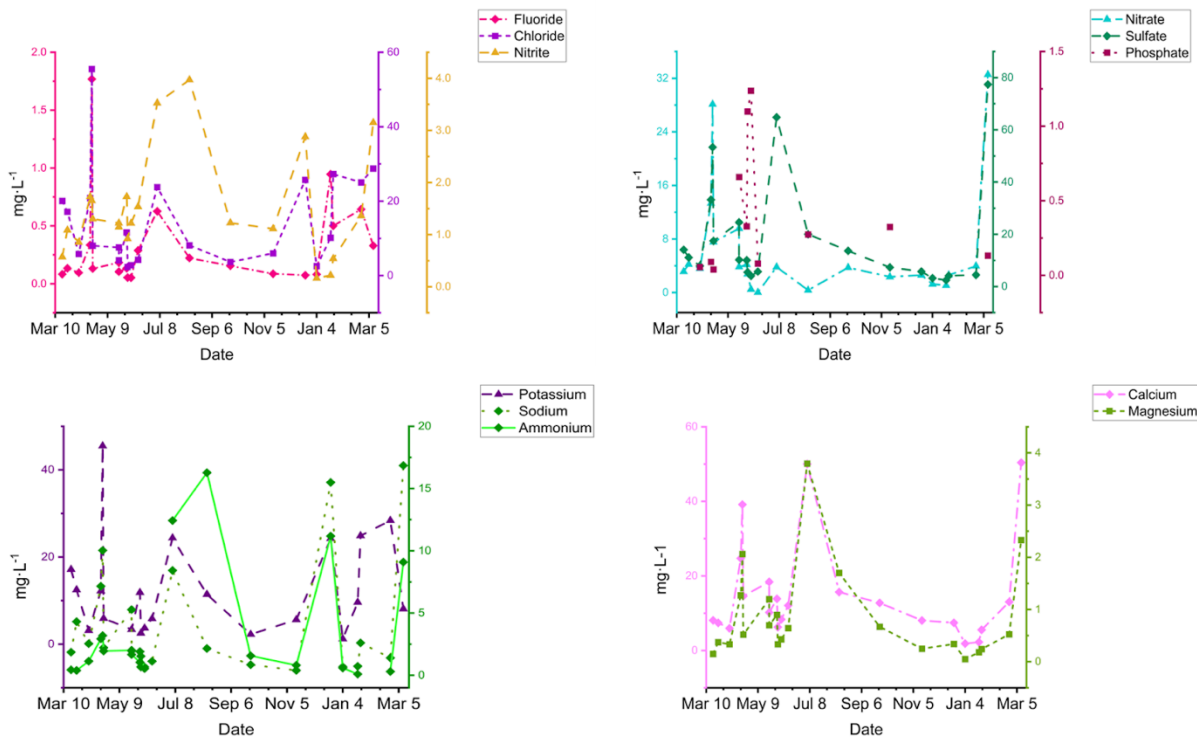 Fluoride
Chloride
Nitrite
2.0
1.5
1.0
0.5
0.0
mg·L⁻¹
60
40
20
0
4.0
3.0
2.0
1.0
0.0
Mar 10 May 9 Jul 8 Sep 6 Nov 5 Jan 4 Mar 5
Date
Nitrate
Sulfate
Phosphate
32
24
16
8
0
mg·L⁻¹
80
60
40
20
0
1.5
1.0
0.5
0.0
Mar 10 May 9 Jul 8 Sep 6 Nov 5 Jan 4 Mar 5
Date
Potassium
Sodium
Ammonium
40
20
0
mg·L⁻¹
20
15
10
5
0
Mar 10 May 9 Jul 8 Sep 6 Nov 5 Jan 4 Mar 5
Date
Calcium
Magnesium
60
40
20
0
mg·L-1
4
3
2
1
0
Mar 10 May 9 Jul 8 Sep 6 Nov 5 Jan 4 Mar 5
Date